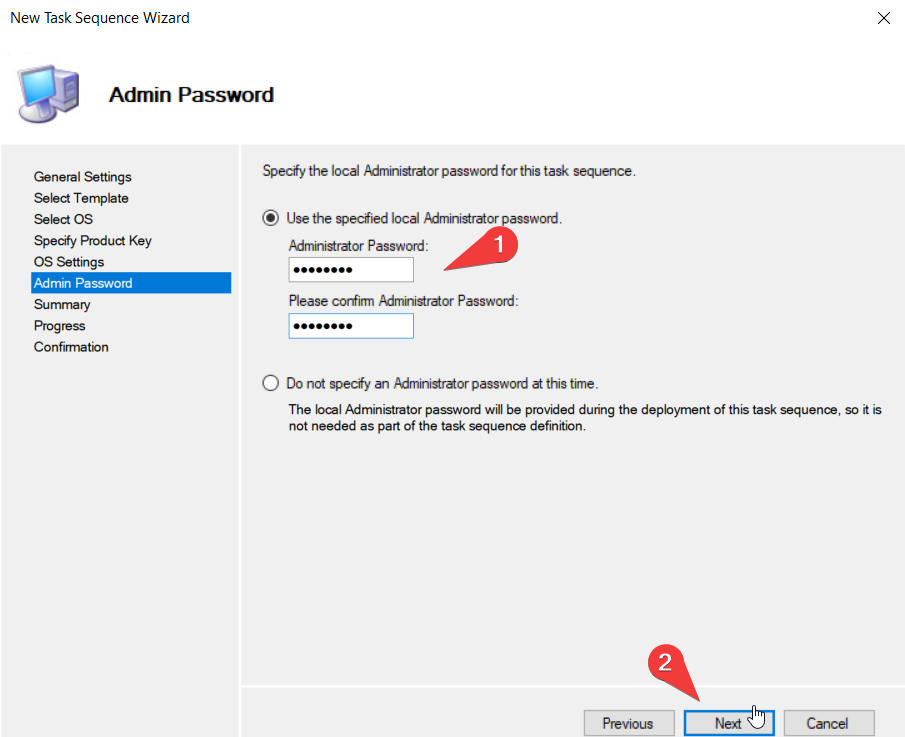 New Task Sequence Wizard
Admin Password
General Settings
Select Template
Select OS
Specify Product Key
OS Settings
Admin Password
Summary
Progress
Confirmation
Specify the local Administrator password for this task sequence.
Use the specified local Administrator password.
Administrator Password:
●●●●●●●●
1
Please confirm Administrator Password:
●●●●●●●●
Do not specify an Administrator password at this time.
The local Administrator password will be provided during the deployment of this task sequence, so it is
not needed as part of the task sequence definition.
2
Previous
Next
Cancel